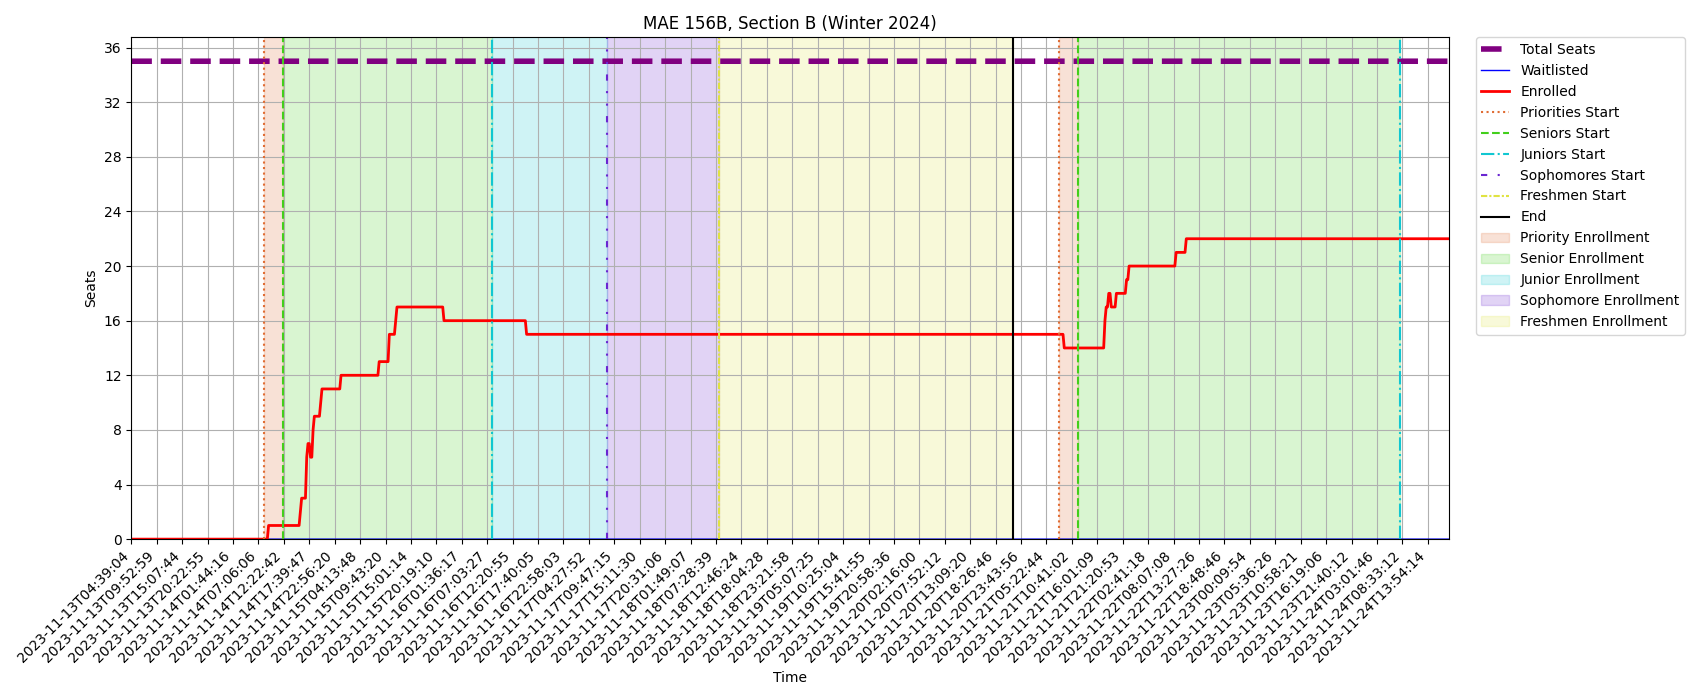 MAE 156B, Section B (Winter 2024)
Total Seats
Waitlisted
Enrolled
Priorities Start
Seniors Start
Juniors Start
Sophomores Start
Freshmen Start
End
Priority Enrollment
Senior Enrollment
Junior Enrollment
Sophomore Enrollment
Freshmen Enrollment
Seats
36
32
28
24
20
16
12
8
4
0
2023-11-13T04:39:04
2023-11-13T09:52:59
2023-11-13T15:07:44
2023-11-13T20:22:55
2023-11-14T01:44:16
2023-11-14T07:06:06
2023-11-14T12:22:42
2023-11-14T17:39:47
2023-11-14T22:56:20
2023-11-15T04:13:48
2023-11-15T09:43:20
2023-11-15T15:01:14
2023-11-15T20:19:10
2023-11-16T01:36:17
2023-11-16T07:03:27
2023-11-16T12:20:55
2023-11-16T17:40:05
2023-11-16T22:58:03
2023-11-17T04:27:52
2023-11-17T09:47:15
2023-11-17T15:11:30
2023-11-17T20:31:06
2023-11-18T01:49:07
2023-11-18T07:28:39
2023-11-18T12:46:24
2023-11-18T18:04:28
2023-11-18T23:21:58
2023-11-19T05:07:25
2023-11-19T10:25:04
2023-11-19T15:41:55
2023-11-19T20:58:36
2023-11-20T02:16:00
2023-11-20T07:52:12
2023-11-20T13:09:20
2023-11-20T18:26:46
2023-11-20T23:43:56
2023-11-21T05:22:44
2023-11-21T10:41:02
2023-11-21T16:01:09
2023-11-21T21:20:53
2023-11-22T02:41:18
2023-11-22T08:07:08
2023-11-22T13:27:26
2023-11-22T18:48:46
2023-11-23T00:09:54
2023-11-23T05:36:26
2023-11-23T10:58:21
2023-11-23T16:19:06
2023-11-23T21:40:12
2023-11-24T03:01:46
2023-11-24T08:33:12
2023-11-24T13:54:14
Time